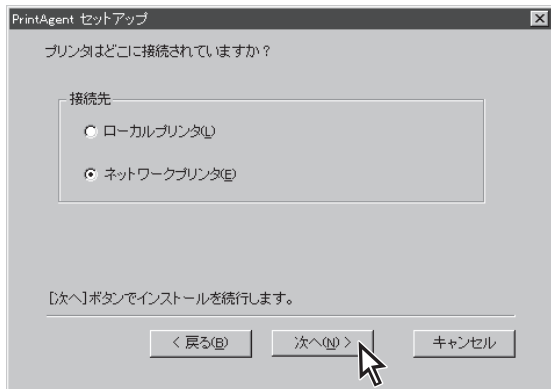 PrintAgent セットアップ
プリンタはどこに接続されていますか？
接続先
ローカルプリンタ(L)
ネットワークプリンタ(E)
[次へ]ボタンでインストールを続行します。
< 戻る(B)
次へ(N) >
キャンセル